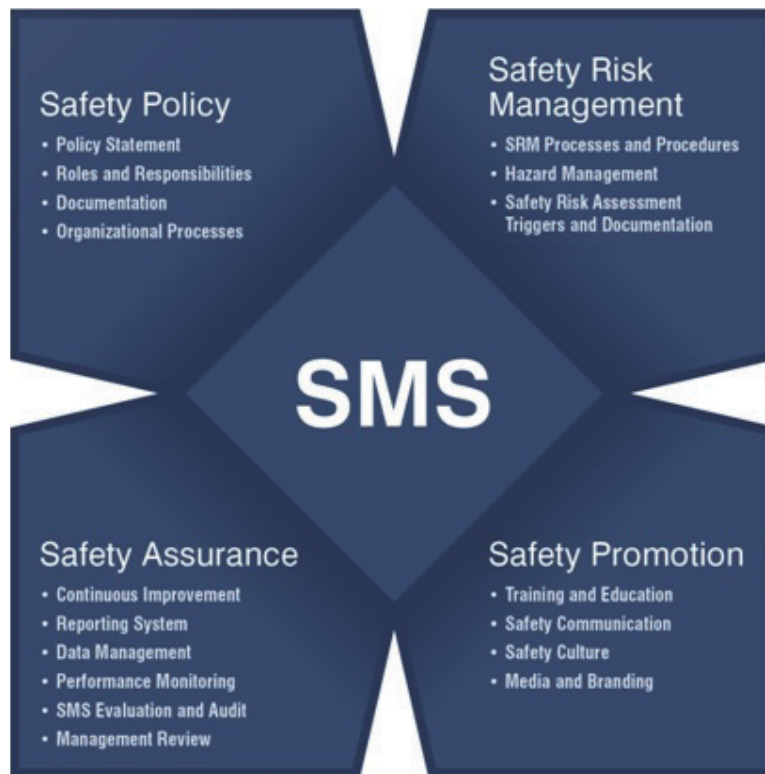 Safety Policy
• Policy Statement
• Roles and Responsibilities
• Documentation
• Organizational Processes
Safety Risk
Management
• SRM Processes and Procedures
• Hazard Management
• Safety Risk Assessment
Triggers and Documentation
SMS
Safety Assurance
• Continuous Improvement
• Reporting System
• Data Management
• Performance Monitoring
• SMS Evaluation and Audit
• Management Review
Safety Promotion
• Training and Education
• Safety Communication
• Safety Culture
• Media and Branding